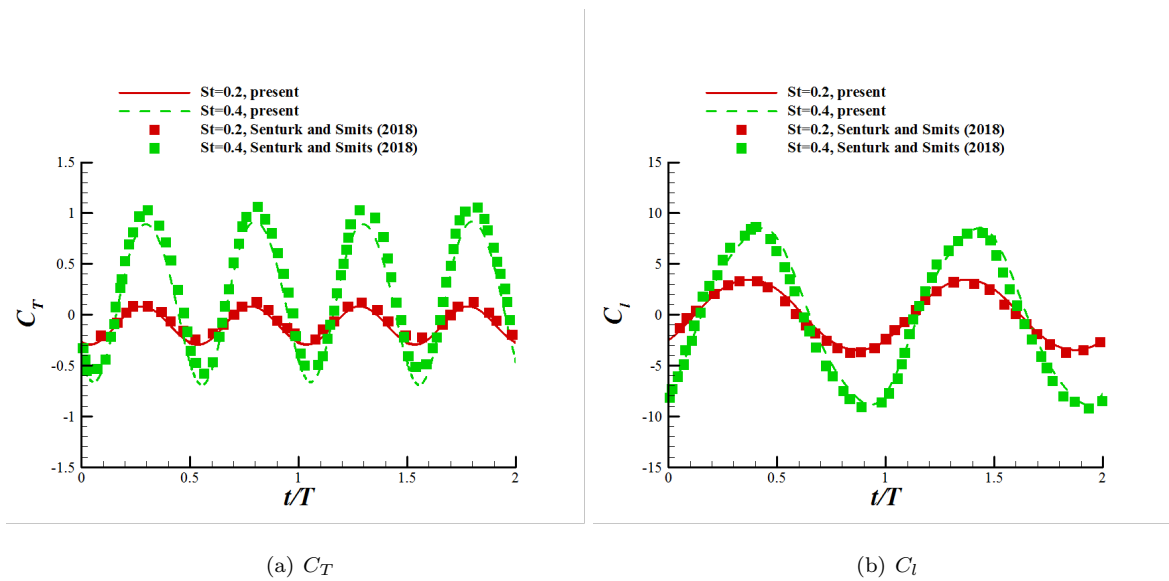 St=0.2, present
St=0.4, present
St=0.2, Senturk and Smits (2018)
St=0.4, Senturk and Smits (2018)
1.5
1
0.5
0
-0.5
-1
-1.5
C_T
0 0.5 1 1.5 2
t/T
(a) C_T
St=0.2, present
St=0.4, present
St=0.2, Senturk and Smits (2018)
St=0.4, Senturk and Smits (2018)
15
10
5
0
-5
-10
-15
C_l
0 0.5 1 1.5 2
t/T
(b) C_l